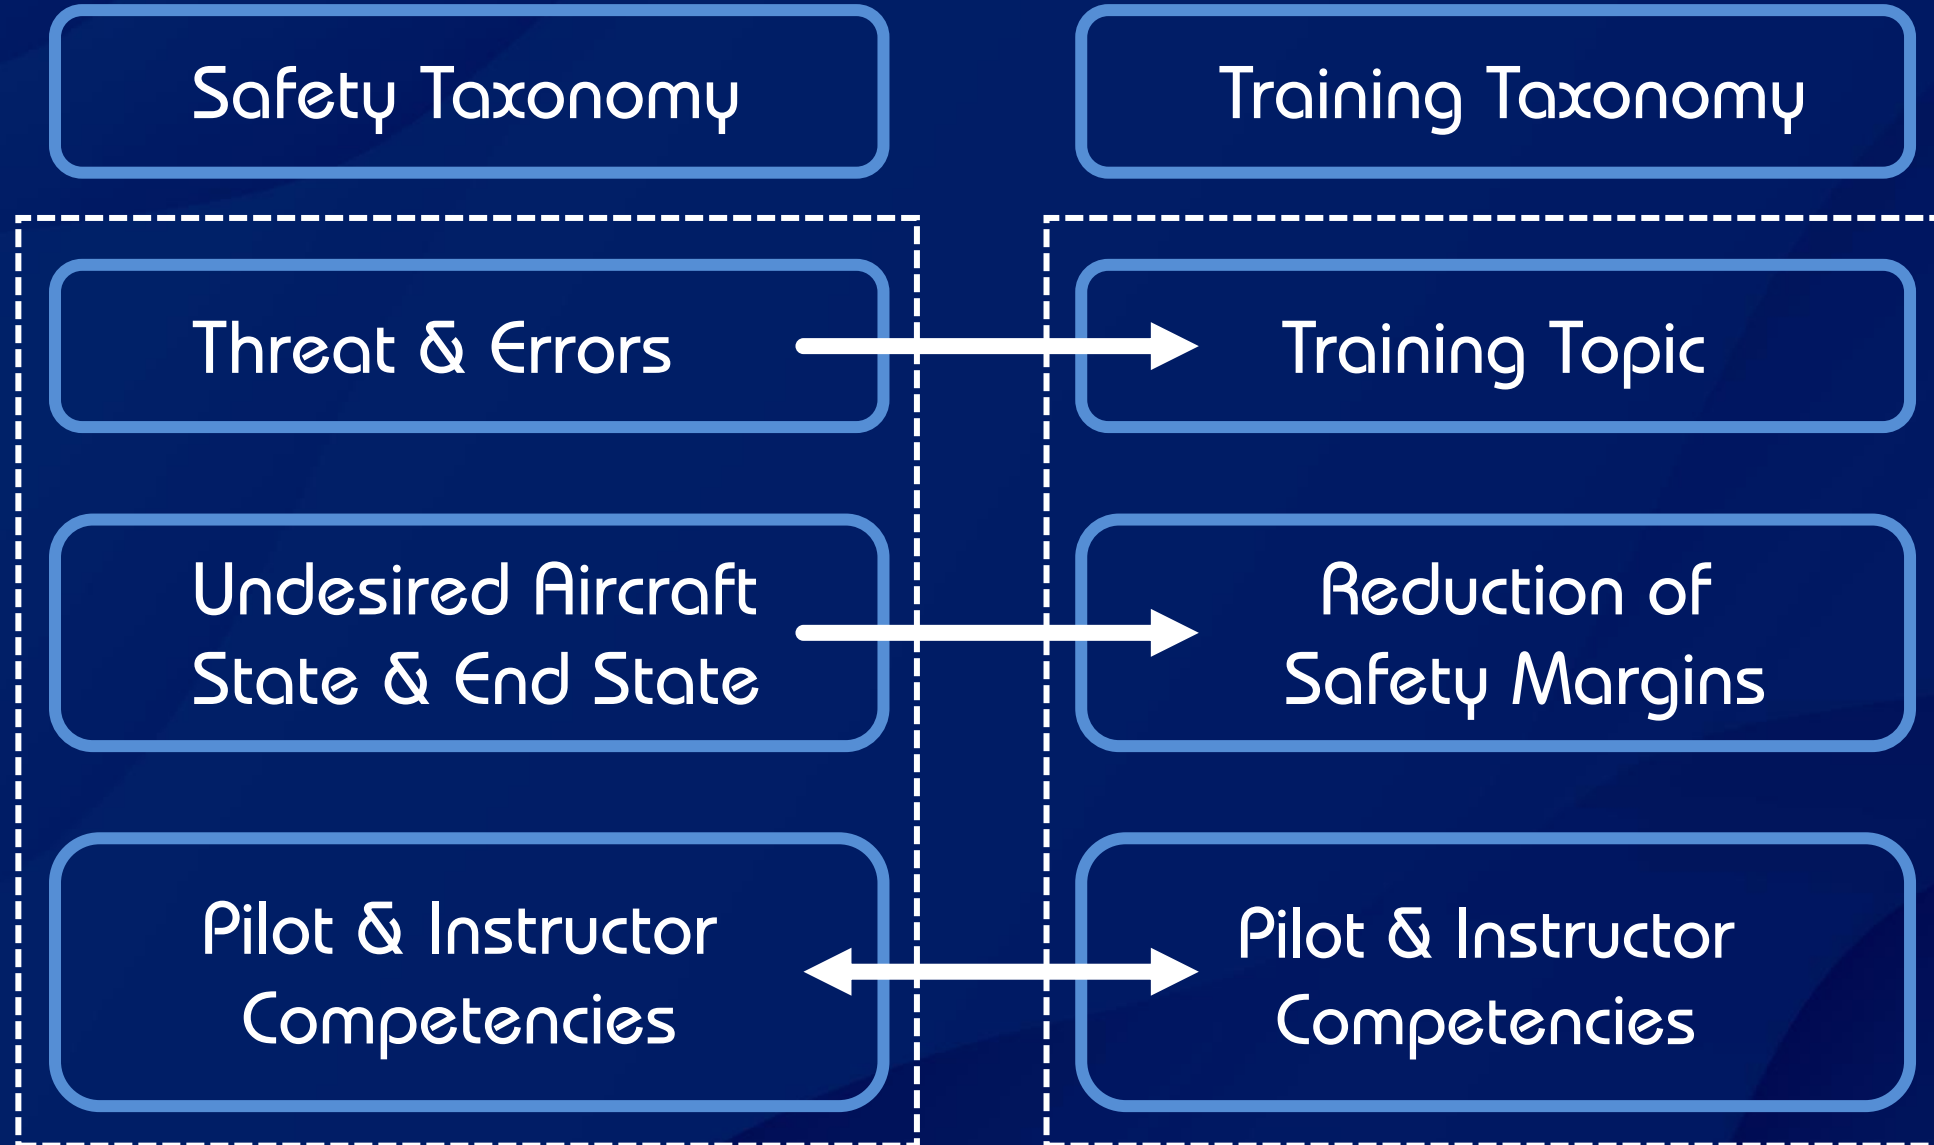 Safety Taxonomy
Training Taxonomy
Threat & Errors
Training Topic
Undesired Aircraft
State & End State
Reduction of
Safety Margins
Pilot & Instructor
Competencies
Pilot & Instructor
Competencies